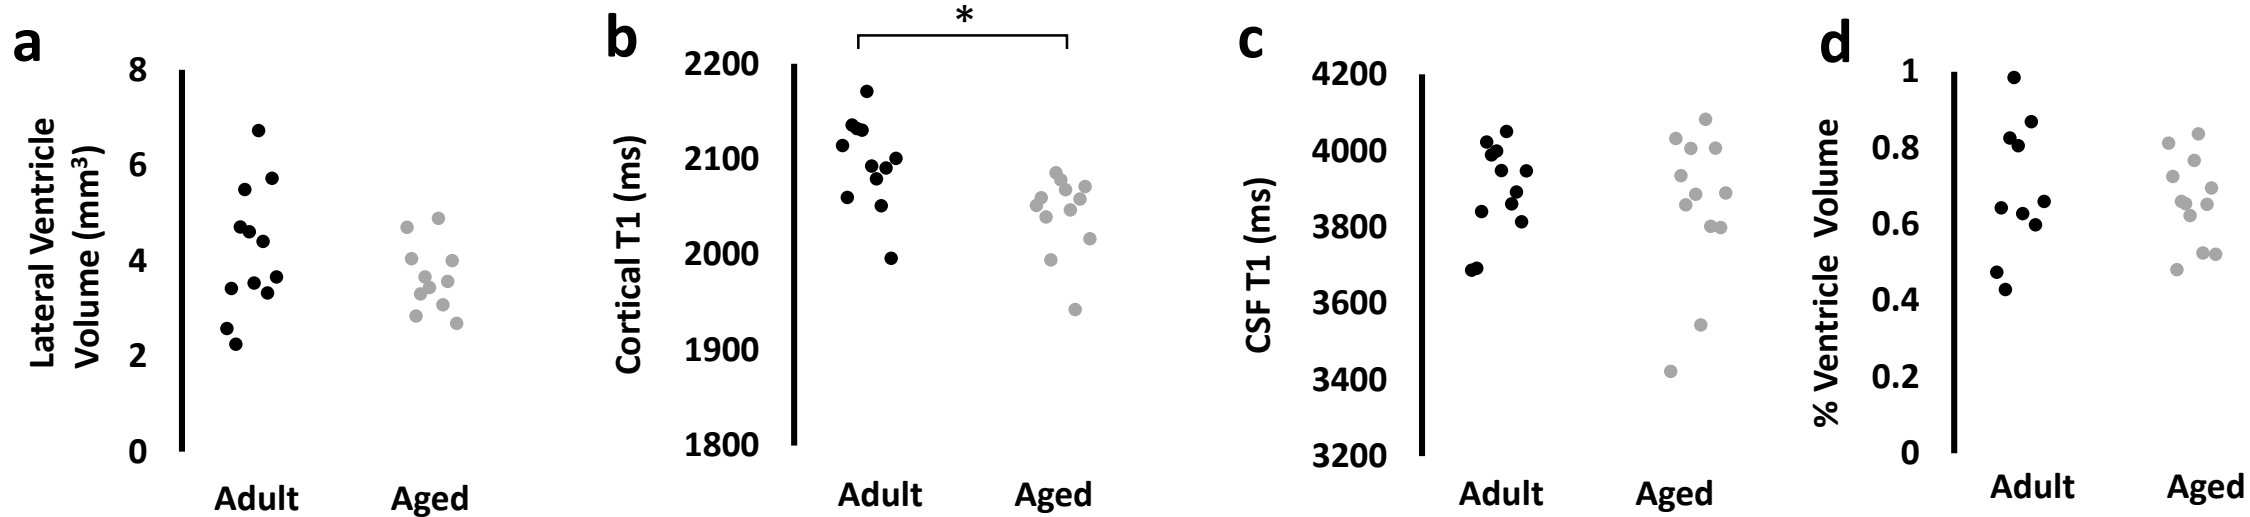 a
Lateral Ventricle
Volume (mm³)
8
6
4
2
0
Adult Aged
b
*
Cortical T1 (ms)
2200
2100
2000
1900
1800
Adult Aged
c
CSF T1 (ms)
4200
4000
3800
3600
3400
3200
Adult Aged
d
% Ventricle Volume
1
0.8
0.6
0.4
0.2
0
Adult Aged